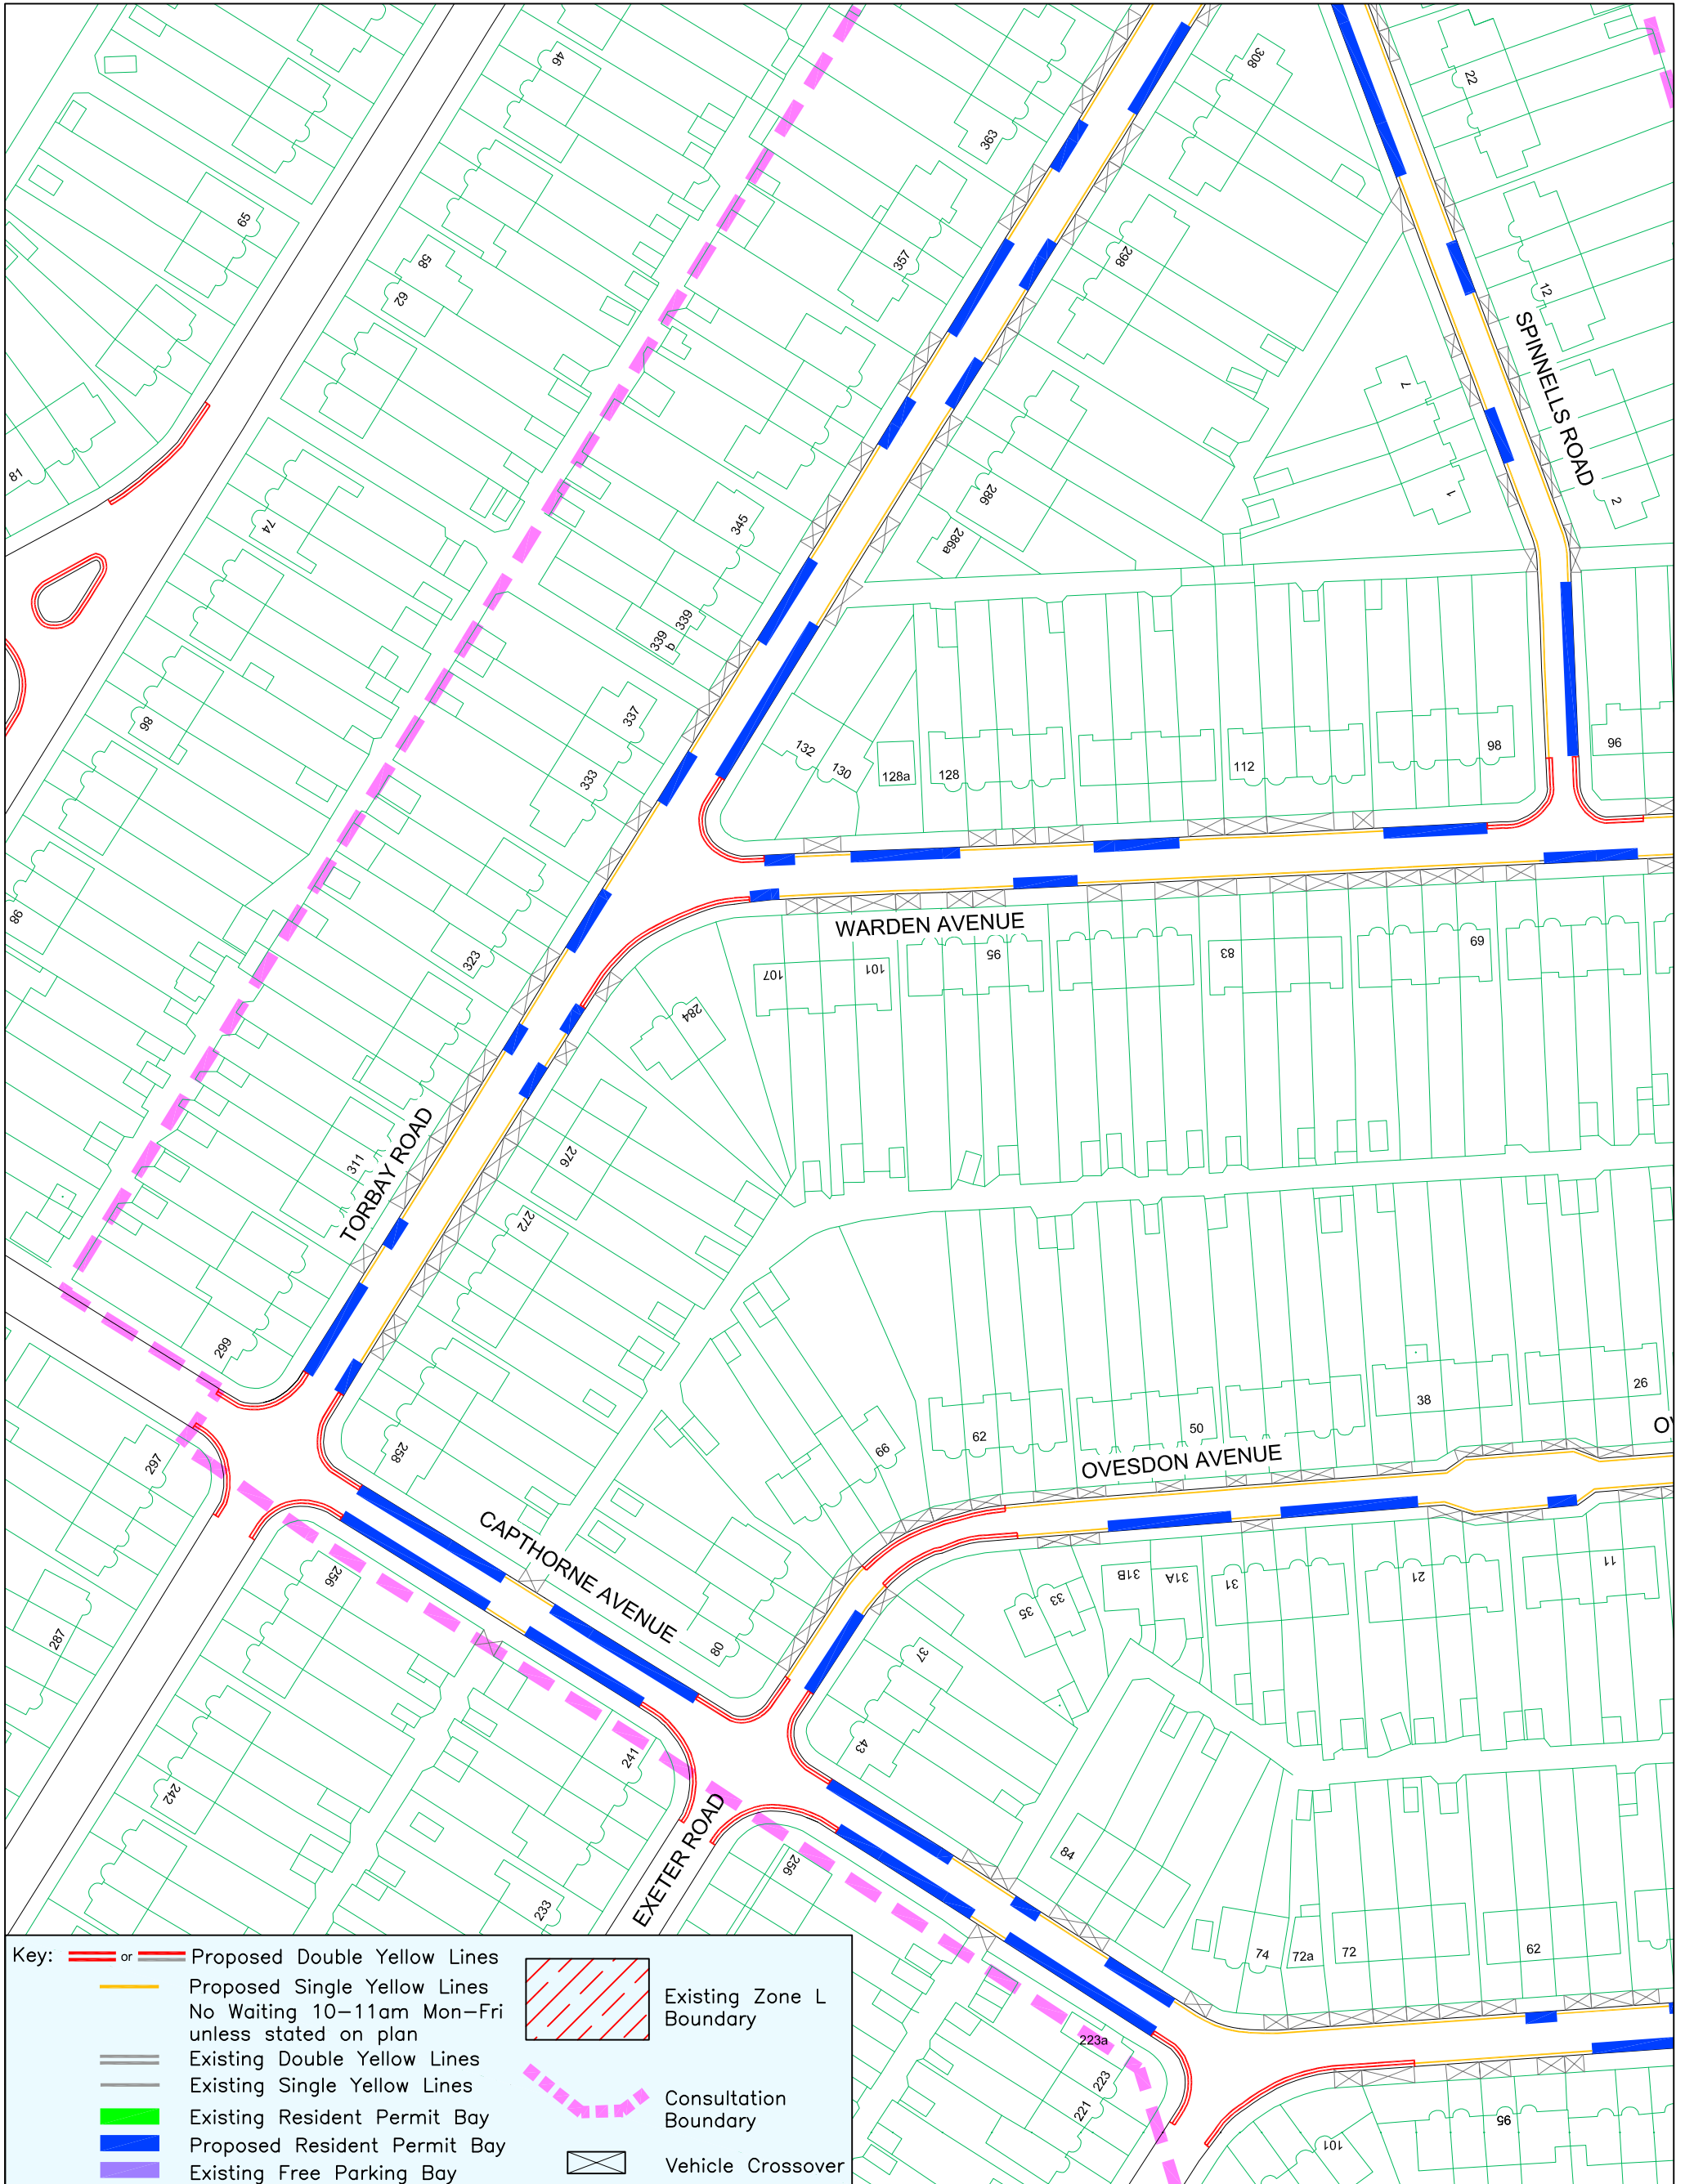 46
308
22
363
65
58
62
357
298
12
SPINNELLS ROAD
7
81
74
345
286
286a
1
2
339
339
b
86
337
333
132
130
128a
128
112
98
96
WARDEN AVENUE
98
323
107
101
95
83
69
284
311
TORBAY ROAD
276
272
299
258
297
66
62
50
38
26
OVESDON AVENUE
CAPTHORNE AVENUE
80
256
287
35
33
31B
31A
31
21
11
37
43
241
242
84
EXETER ROAD
256
233
74
72a
72
62
223a
223
221
95
101
Key:
or
Proposed Double Yellow Lines
Proposed Single Yellow Lines
No Waiting 10-11am Mon-Fri
unless stated on plan
Existing Double Yellow Lines
Existing Single Yellow Lines
Existing Resident Permit Bay
Proposed Resident Permit Bay
Existing Free Parking Bay
Existing Zone L
Boundary
Consultation
Boundary
Vehicle Crossover